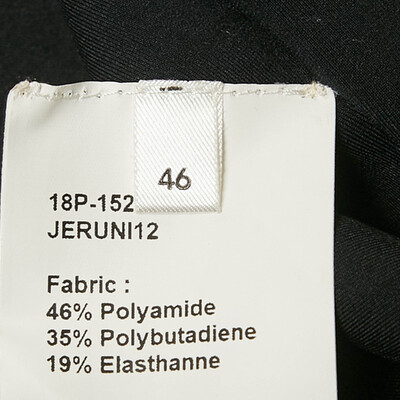 46
18P-152
JERUNI12
Fabric :
46% Polyamide
35% Polybutadiene
19% Elasthanne